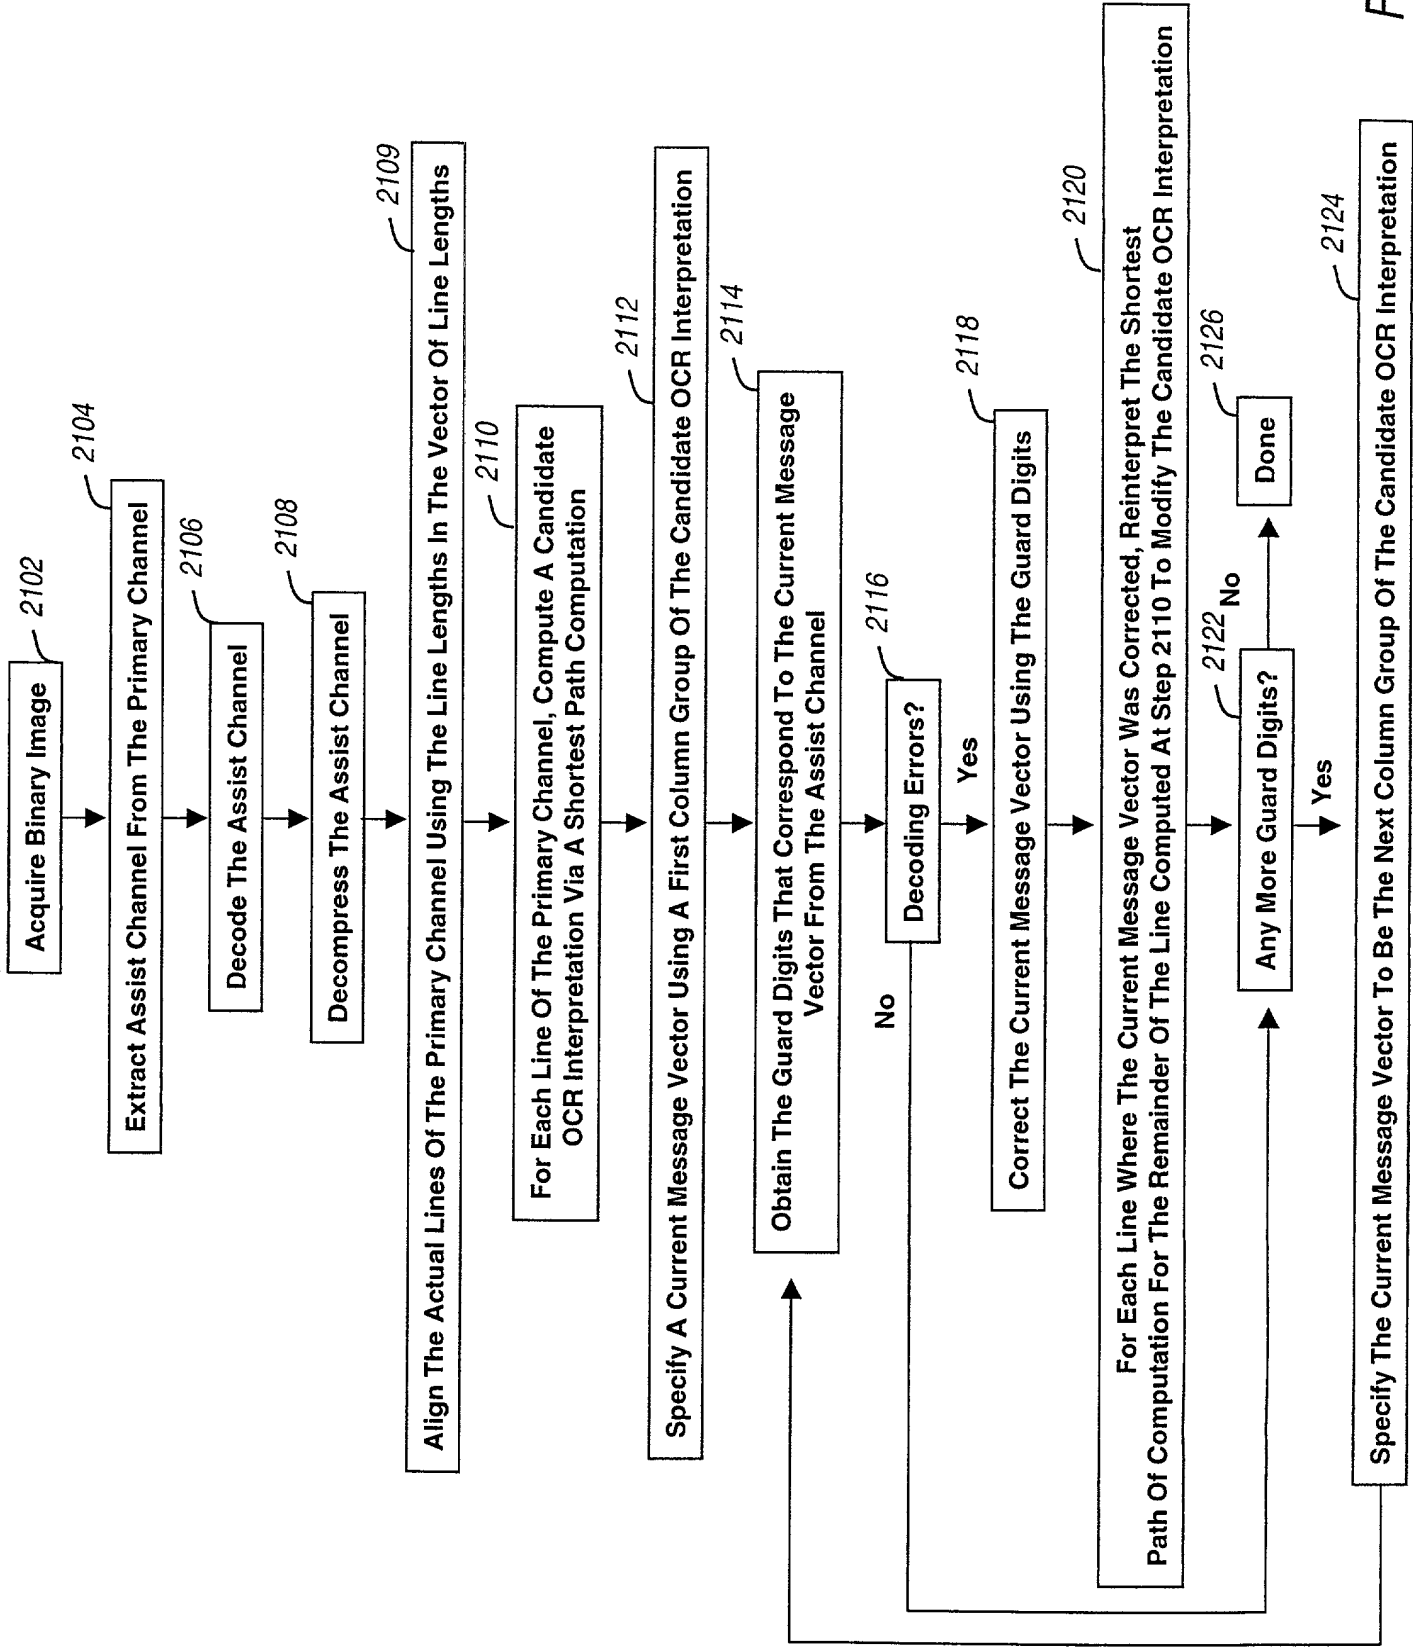 2102
Acquire Binary Image
2104
Extract Assist Channel From The Primary Channel
2106
Decode The Assist Channel
2108
Decompress The Assist Channel
2109
Align The Actual Lines Of The Primary Channel Using The Line Lengths In The Vector Of Line Lengths
2110
For Each Line Of The Primary Channel, Compute A Candidate
OCR Interpretation Via A Shortest Path Computation
2112
Specify A Current Message Vector Using A First Column Group Of The Candidate OCR Interpretation
2114
Obtain The Guard Digits That Correspond To The Current Message
Vector From The Assist Channel
2116
Decoding Errors?
No
Yes
2118
Correct The Current Message Vector Using The Guard Digits
2120
For Each Line Where The Current Message Vector Was Corrected, Reinterpret The Shortest
Path Of Computation For The Remainder Of The Line Computed At Step 2110 To Modify The Candidate OCR Interpretation
2122
Any More Guard Digits?
No
2126
Done
Yes
2124
Specify The Current Message Vector To Be The Next Column Group Of The Candidate OCR Interpretation